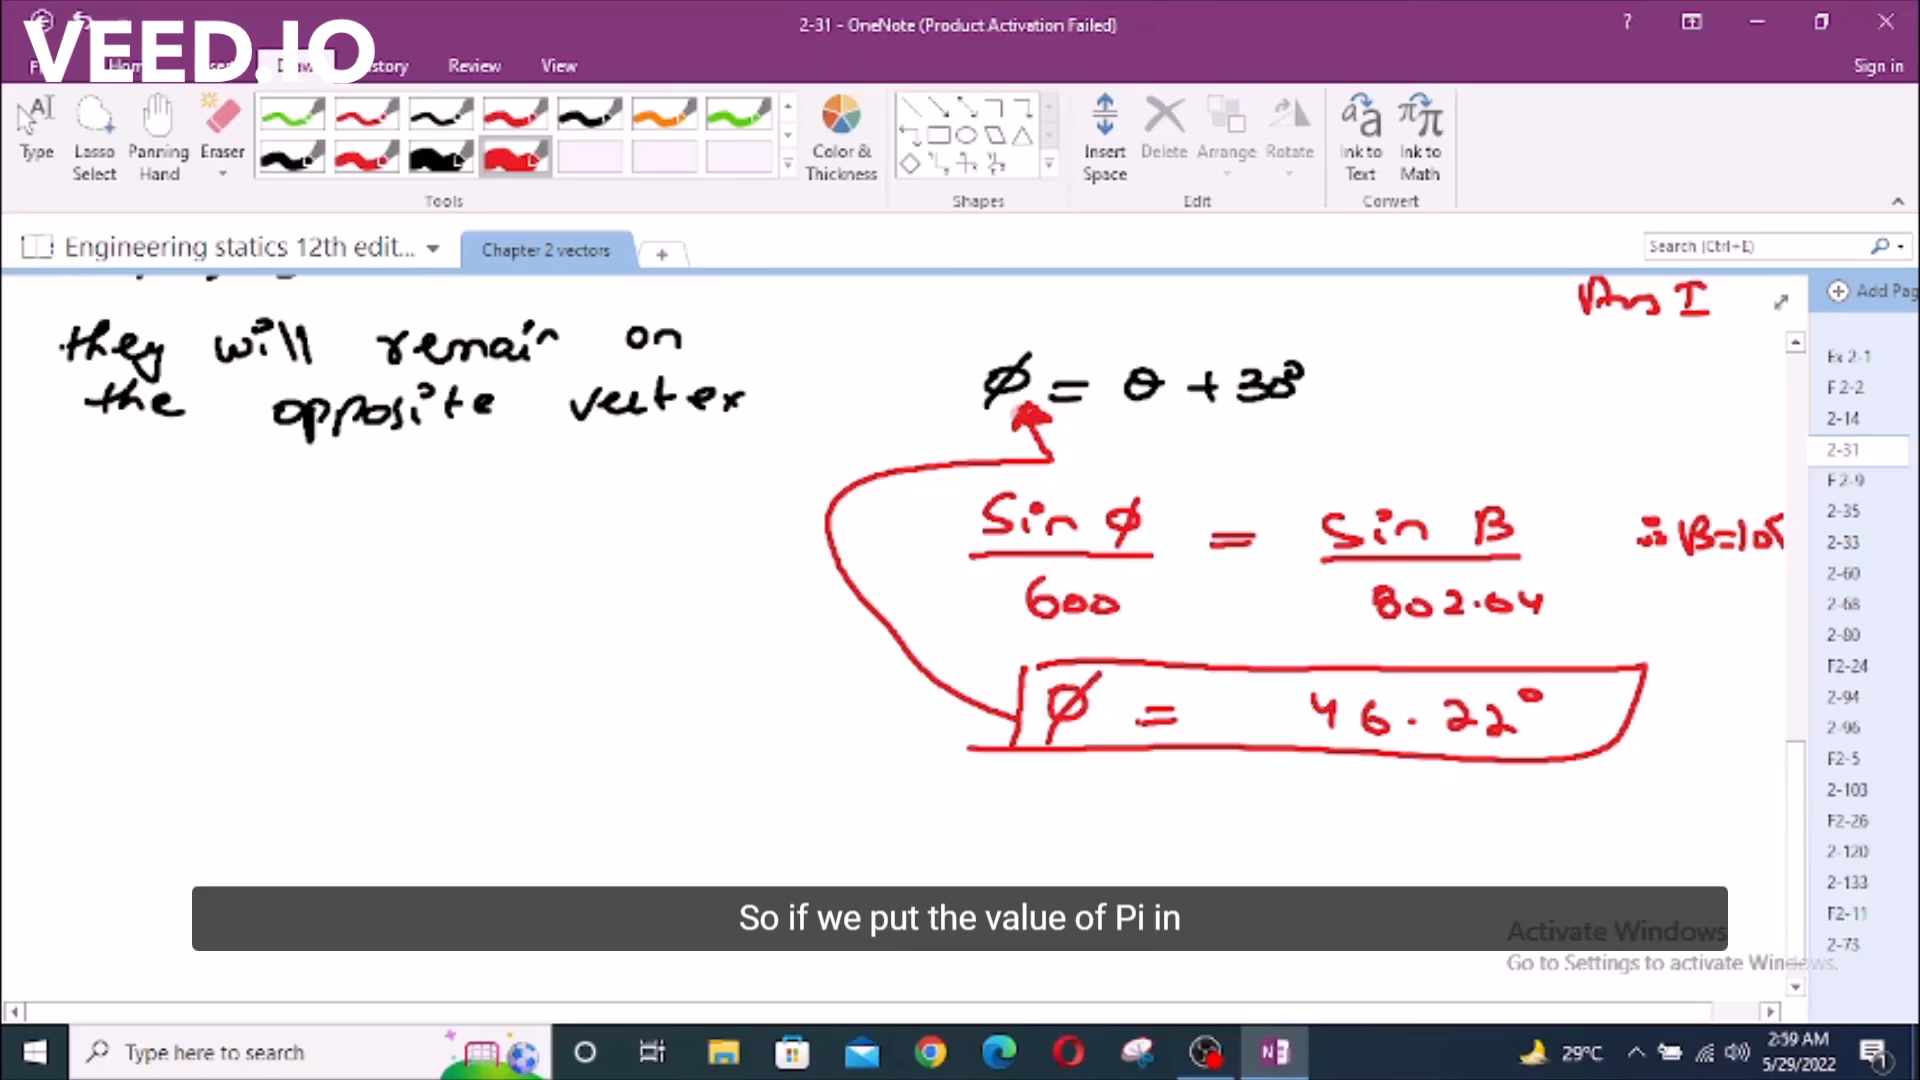 2-31 - OneNote (Product Activation Failed)
VEED.IO
Review
View
Sign in
Type
Lasso Select
Panning Hand
Eraser
Color & Thickness
Insert Space
Delete
Arrange
Rotate
Ink to Text
Ink to Math
Tools
Shapes
Edit
Convert
Engineering statics 12th edit...
Chapter 2 vectors
Search (Ctrl+E)
Add Pag
Ans I
they will remain on
the opposite vertex
ϕ = θ + 30°
Sin ϕ = Sin β
600 802.04
∴ β=105
ϕ = 46.22°
Ex 2-1
F 2-2
2-14
2-31
F 2-9
2-35
2-33
2-60
2-68
2-80
F2-24
2-94
2-96
F2-5
2-103
F2-26
2-120
2-133
F2-11
2-73
So if we put the value of Pi in
Activate Windows
Go to Settings to activate Windows.
Type here to search
29°C
2:59 AM
5/29/2022